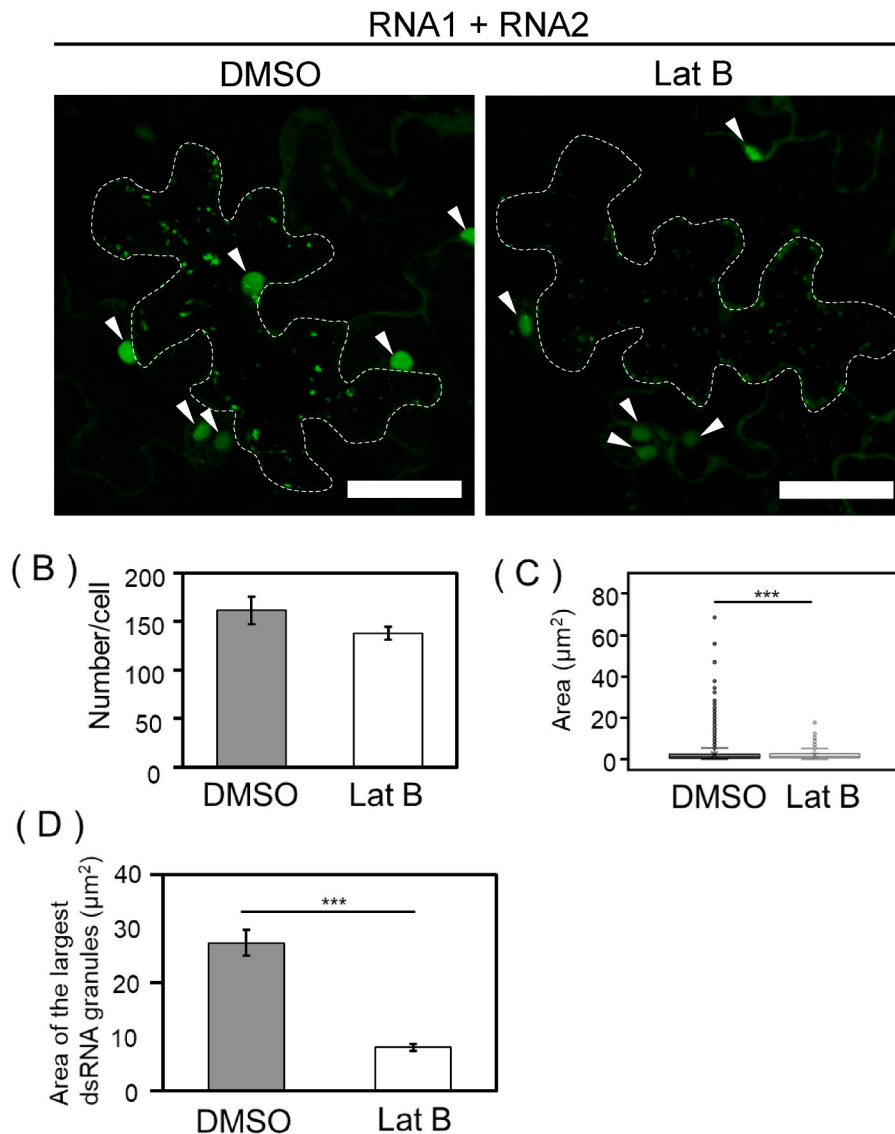 RNA1 + RNA2
DMSO
Lat B
( B )
Number/cell
200
150
100
50
0
DMSO
Lat B
( C )
Area (µm²)
80
60
40
20
0
***
DMSO
Lat B
( D )
Area of the largest
dsRNA granules (µm²)
40
30
20
10
0
***
DMSO
Lat B